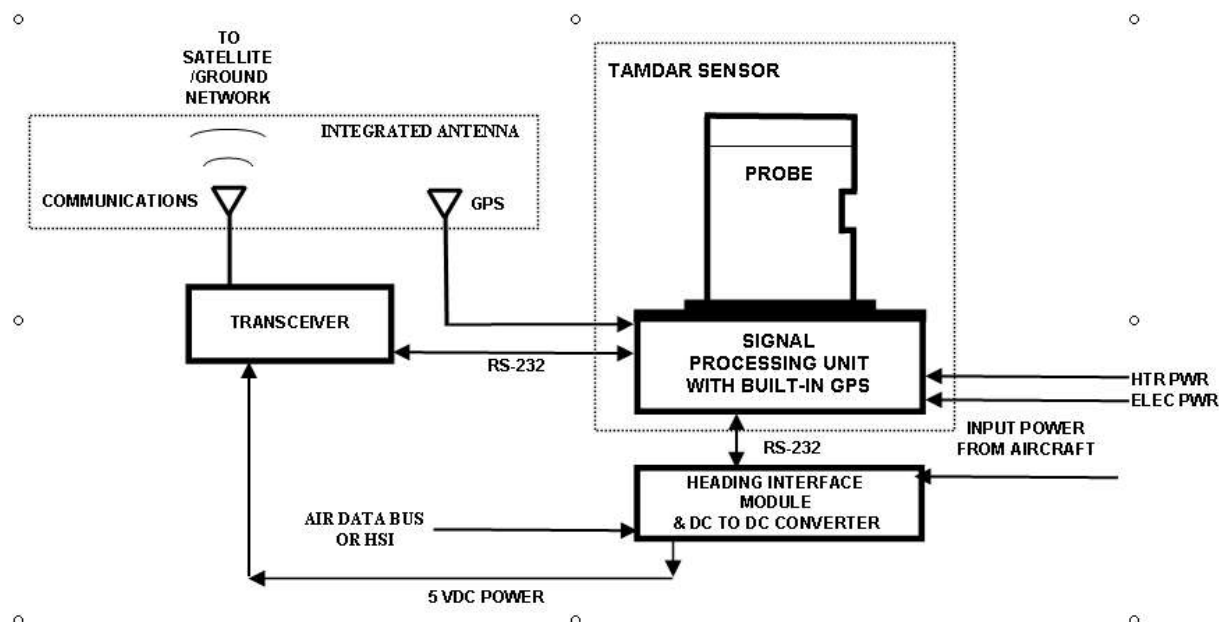 TO
SATELLITE
/GROUND
NETWORK
INTEGRATED ANTENNA
COMMUNICATIONS
GPS
TAMDAR SENSOR
PROBE
TRANSCEIVER
RS-232
SIGNAL
PROCESSING UNIT
WITH BUILT-IN GPS
HTR PWR
ELEC PWR
INPUT POWER
FROM AIRCRAFT
RS-232
HEADING INTERFACE
MODULE
& DC TO DC CONVERTER
AIR DATA BUS
OR HSI
5 VDC POWER